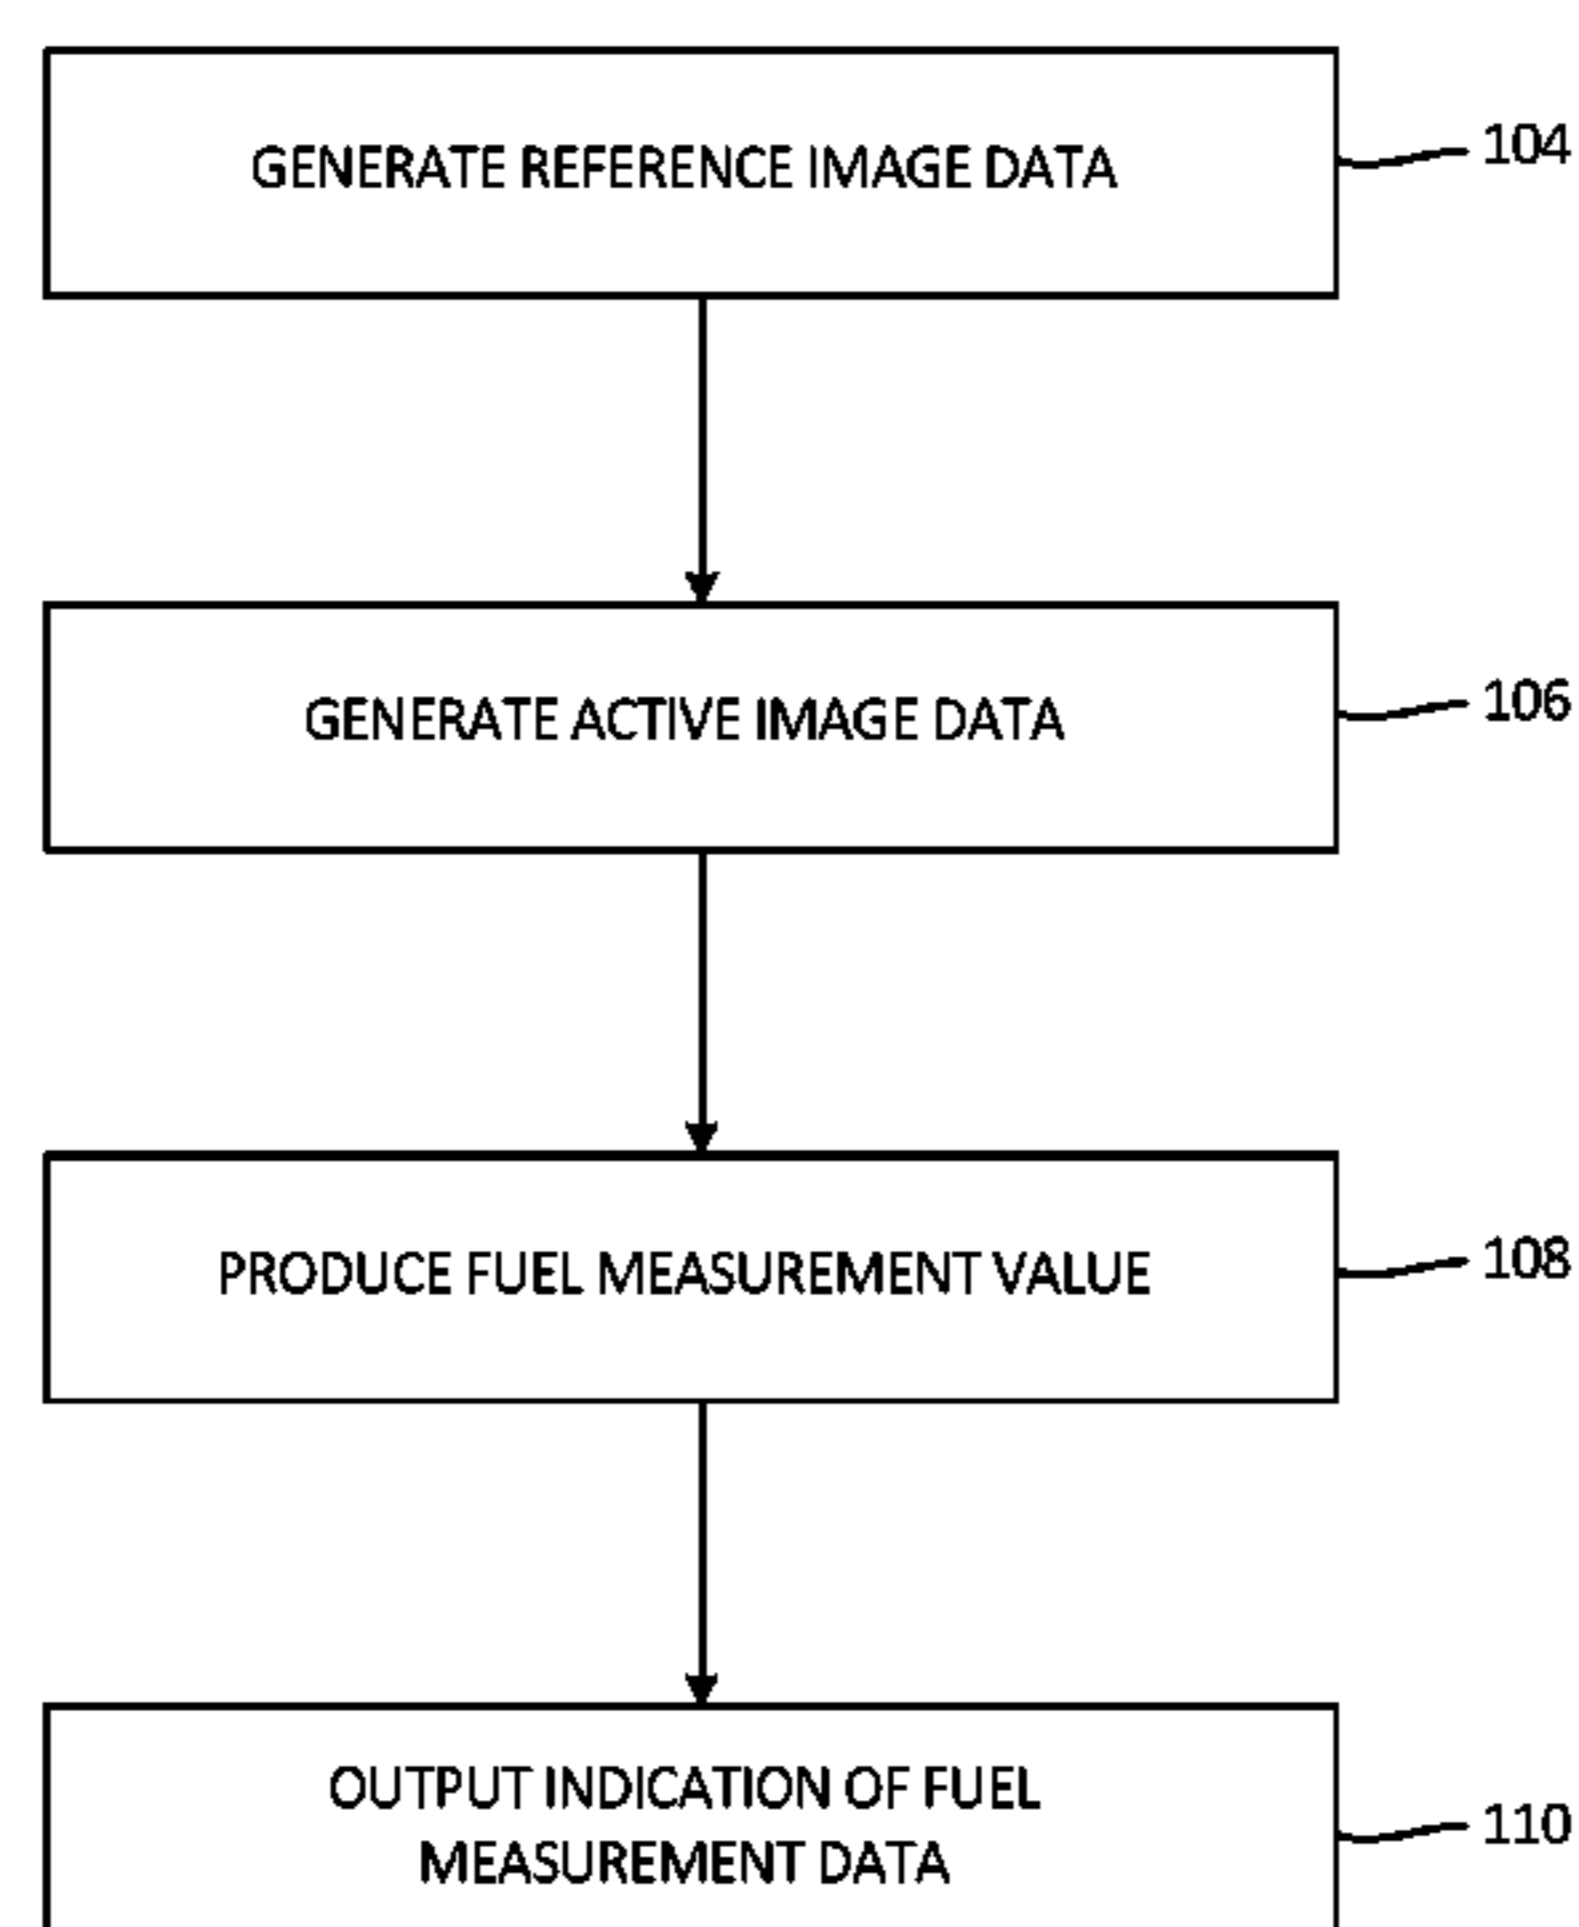 GENERATE REFERENCE IMAGE DATA
104
GENERATE ACTIVE IMAGE DATA
106
PRODUCE FUEL MEASUREMENT VALUE
108
OUTPUT INDICATION OF FUEL
MEASUREMENT DATA
110